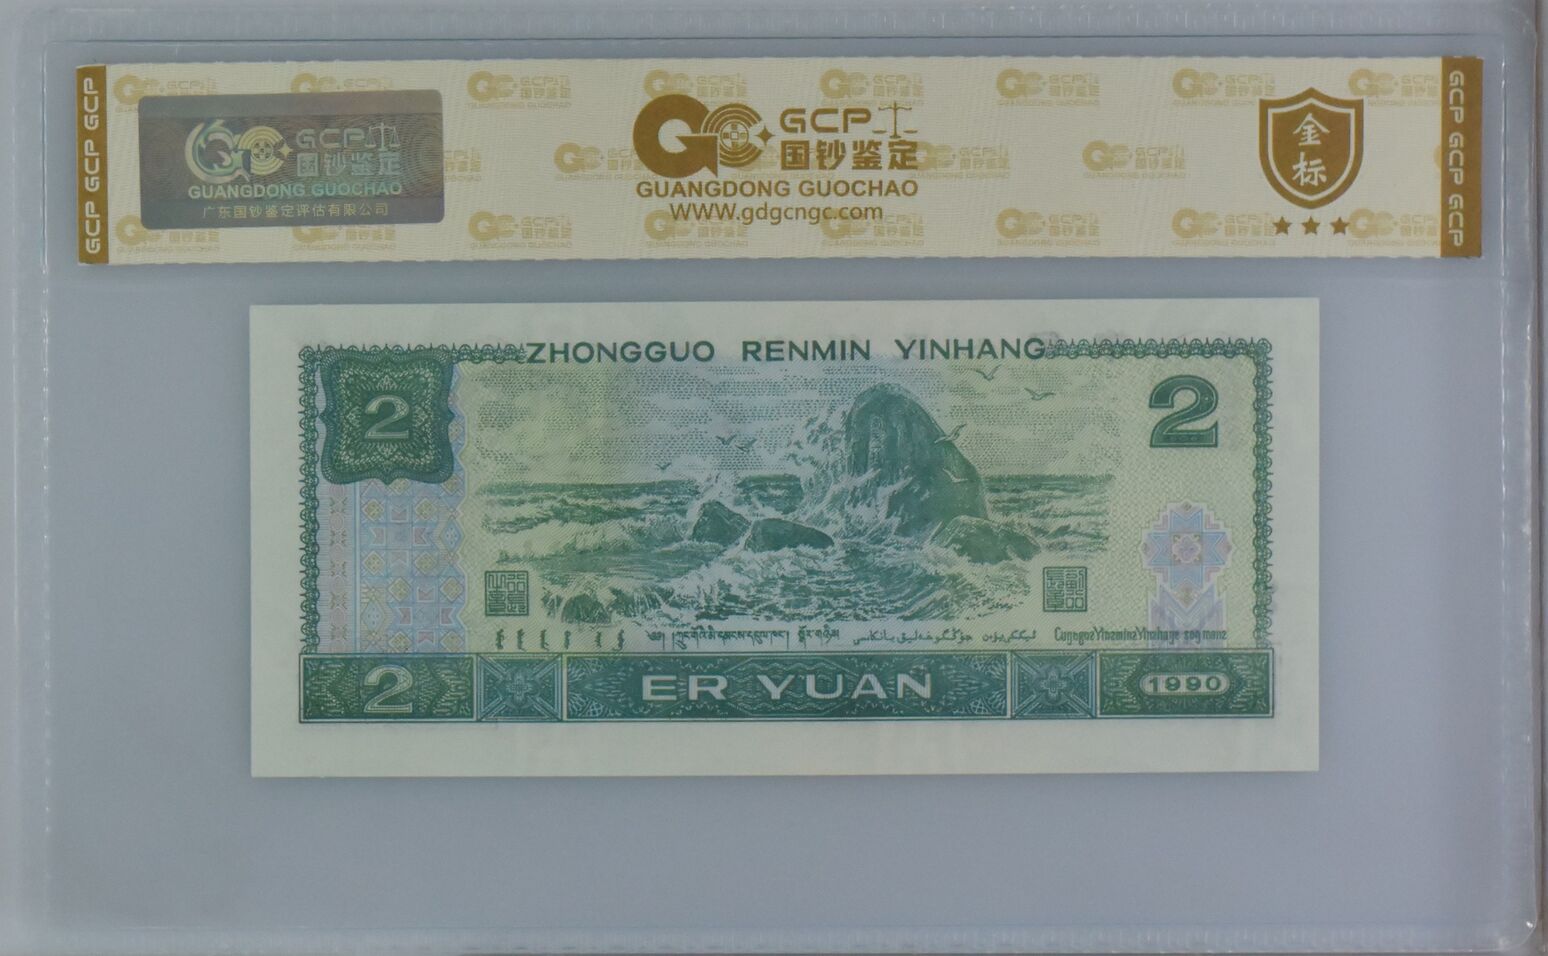 GCP GCP GCP
GCP
国钞鉴定
GUANGDONG GUOCHAO
广东国钞鉴定评估有限公司
GCP
国钞鉴定
GUANGDONG GUOCHAO
WWW.gdgcngc.com
金
标
GCP GCP GCP
ZHONGGUO RENMIN YINHANG
2
2
2
ER YUAN
1990